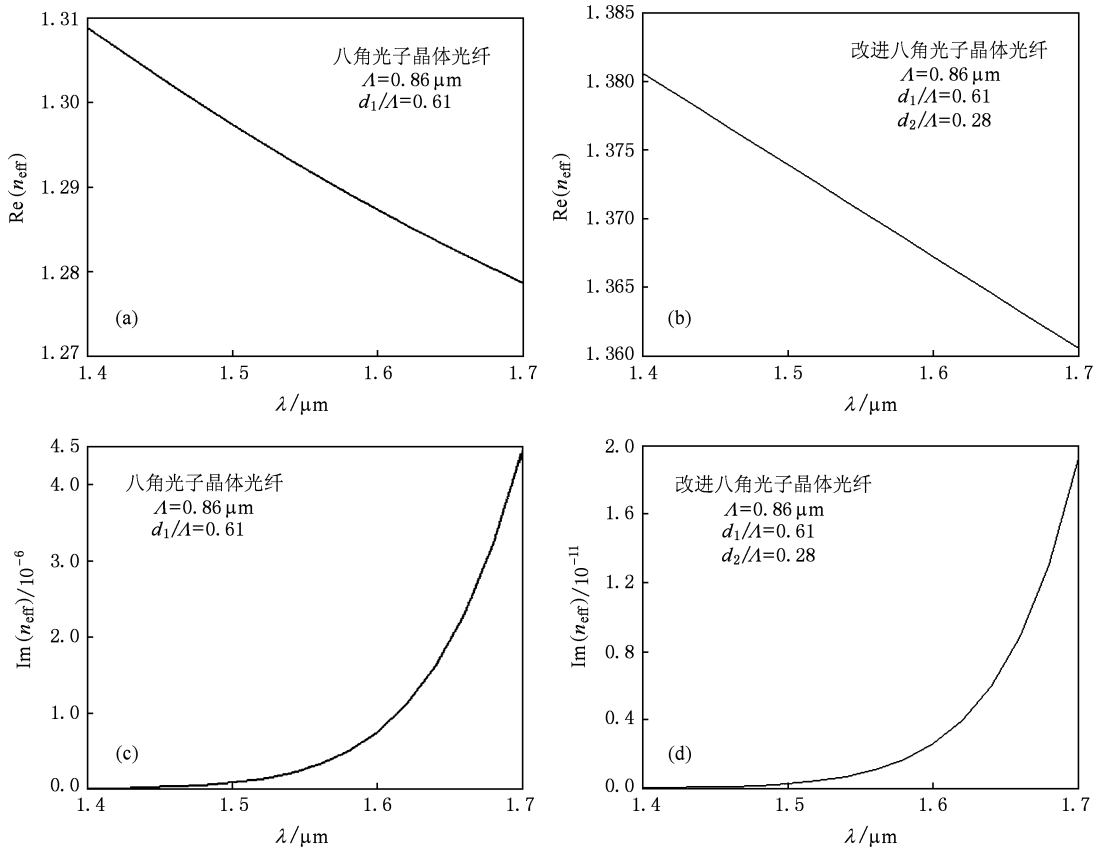 1.31
1.30
1.29
1.28
1.27
Re(neff)
八角光子晶体光纤
Λ=0.86 μm
d1/Λ=0.61
(a)
1.4 1.5 1.6 1.7
λ/μm
1.385
1.380
1.375
1.370
1.365
1.360
Re(neff)
改进八角光子晶体光纤
Λ=0.86 μm
d1/Λ=0.61
d2/Λ=0.28
(b)
1.4 1.5 1.6 1.7
λ/μm
4.5
4.0
3.0
2.0
1.0
0.0
Im(neff)/10−6
八角光子晶体光纤
Λ=0.86 μm
d1/Λ=0.61
(c)
1.4 1.5 1.6 1.7
λ/μm
2.0
1.6
1.2
0.8
0.4
0.0
Im(neff)/10−11
改进八角光子晶体光纤
Λ=0.86 μm
d1/Λ=0.61
d2/Λ=0.28
(d)
1.4 1.5 1.6 1.7
λ/μm